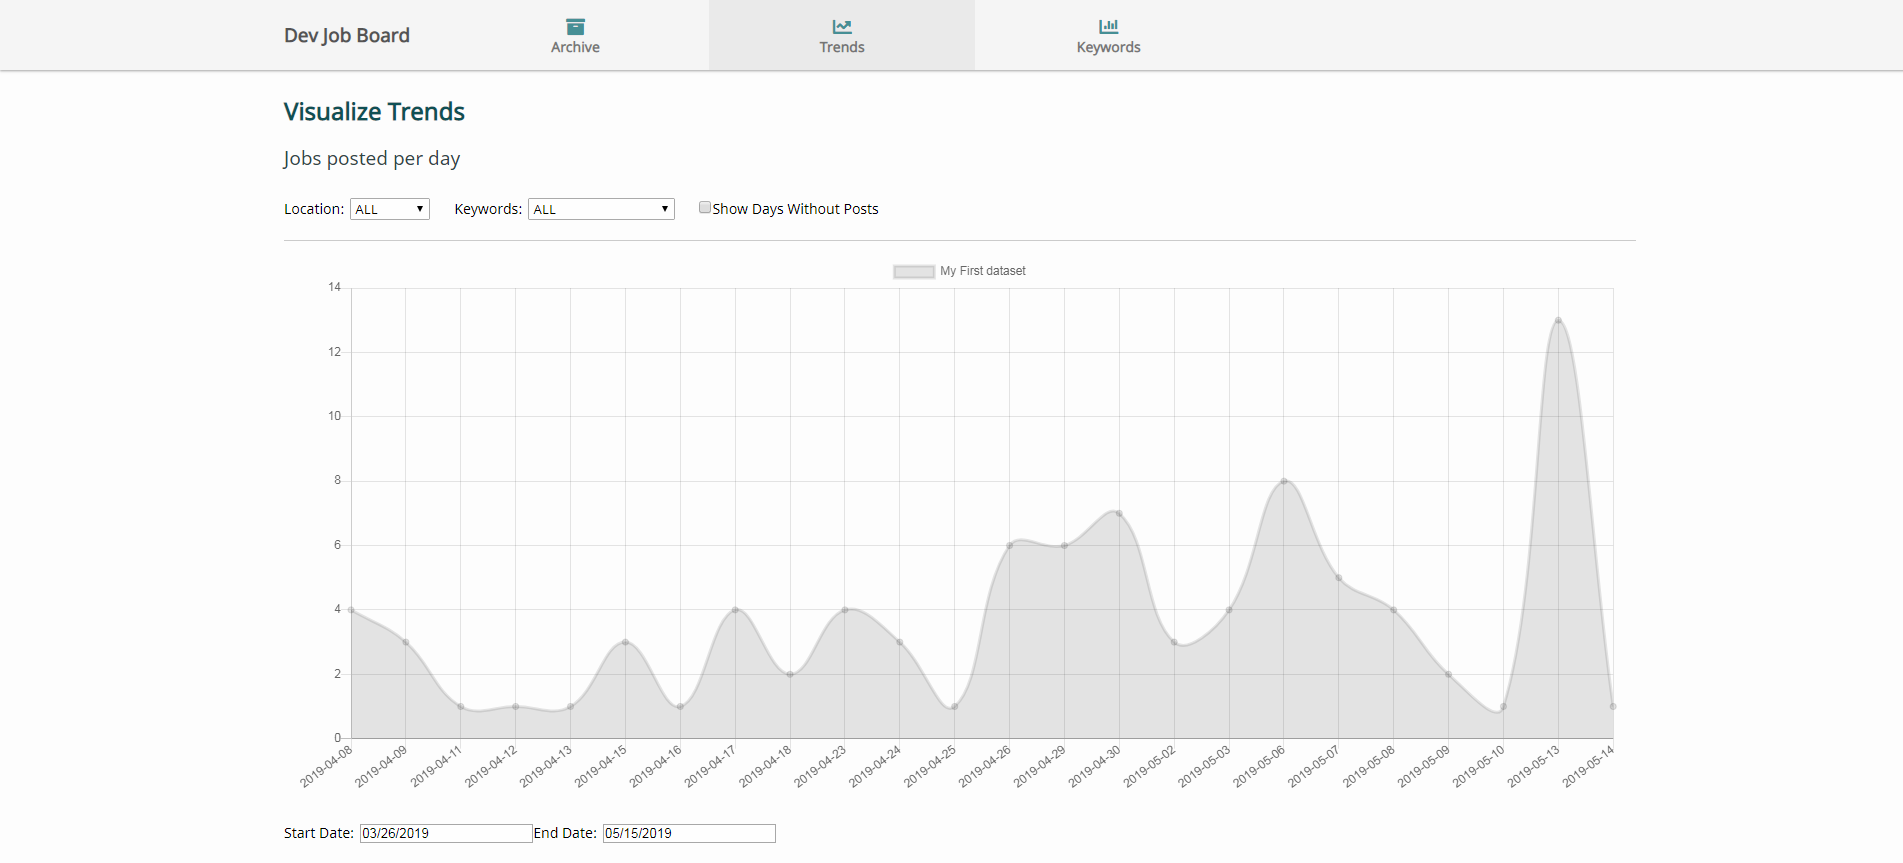 Dev Job Board
Archive
Trends
Keywords
Visualize Trends
Jobs posted per day
Location: ALL Keywords: ALL Show Days Without Posts
My First dataset
14
12
10
8
6
4
2
0
2019-04-08 2019-04-09 2019-04-11 2019-04-12 2019-04-13 2019-04-15 2019-04-16 2019-04-17 2019-04-18 2019-04-23 2019-04-24 2019-04-25 2019-04-26 2019-04-29 2019-04-30 2019-05-02 2019-05-03 2019-05-06 2019-05-07 2019-05-08 2019-05-09 2019-05-10 2019-05-13 2019-05-14
Start Date: 03/26/2019 End Date: 05/15/2019